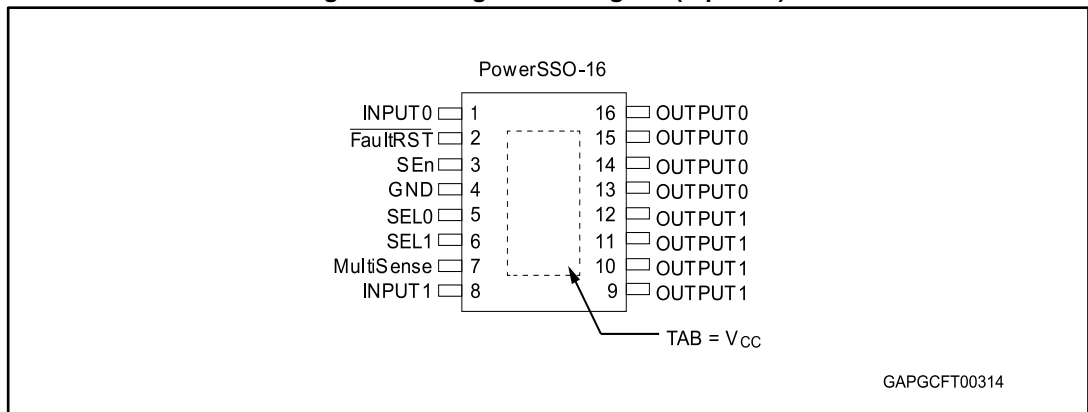 PowerSSO-16
INPUT0 1 16 OUTPUT0
FaultRST 2 15 OUTPUT0
SEn 3 14 OUTPUT0
GND 4 13 OUTPUT0
SEL0 5 12 OUTPUT1
SEL1 6 11 OUTPUT1
MultiSense 7 10 OUTPUT1
INPUT1 8 9 OUTPUT1
TAB = VCC
GAPGCFT00314